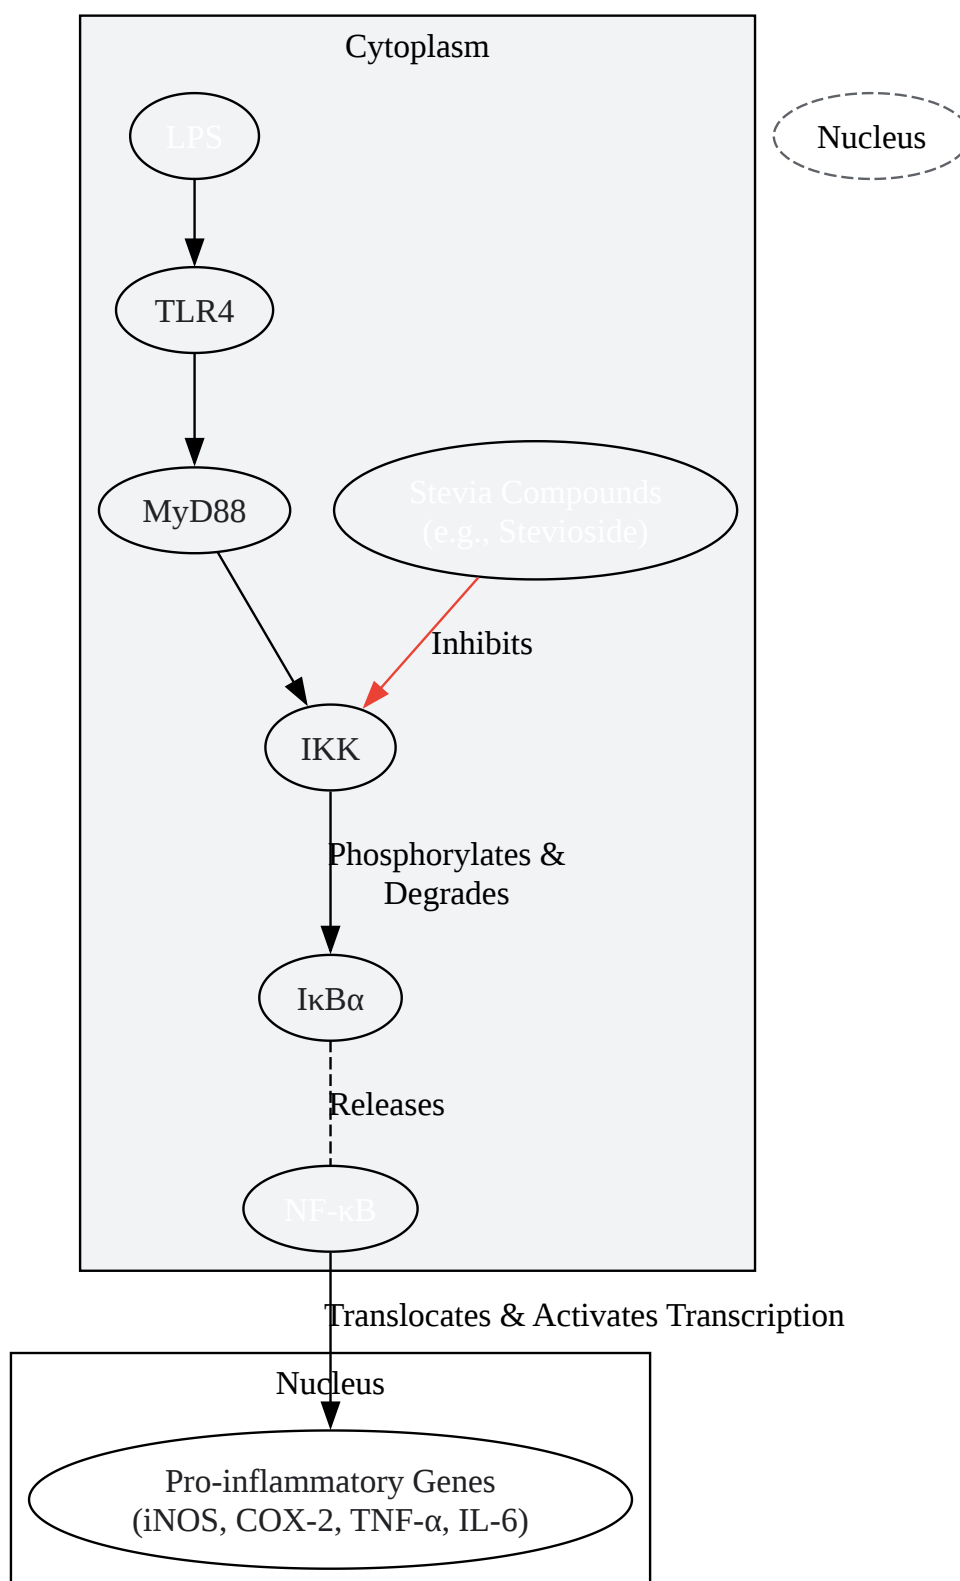 Cytoplasm
LPS
Nucleus
TLR4
MyD88
Stevia Compounds
(e.g., Stevioside)
Inhibits
IKK
Phosphorylates &
Degrades
IκBα
Releases
NF-κB
Translocates & Activates Transcription
Nucleus
Pro-inflammatory Genes
(iNOS, COX-2, TNF-α, IL-6)